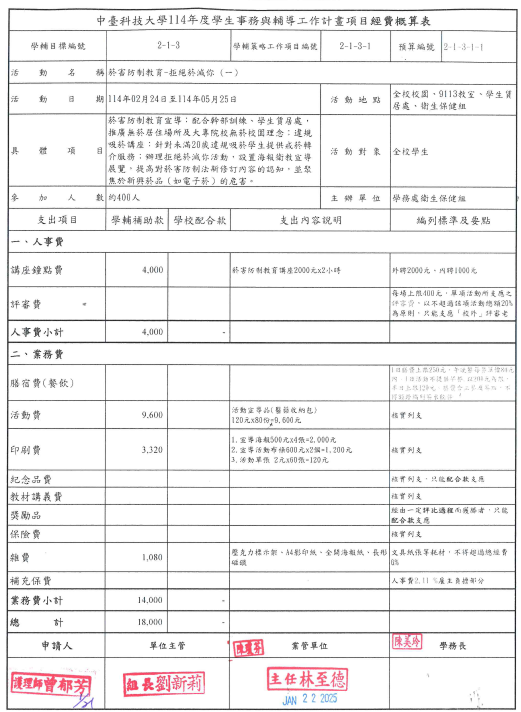 中臺科技大學114年度學生事務與輔導工作計畫項目經費概算表
學輔目標編號 2-1-3 學輔策略工作項目編號 2-1-3-1 預算編號 2-1-3-1-1
活動名稱 菸害防制教育-拒絕菸減你(一)
活動日期 114年02月24日至114年05月25日 活動地點 全校校園、9113教室、學生賃居處、衛生保健組
具體項目 菸害防制教育宣導：配合幹部訓練、學生賃居處，
推廣無菸居住場所及大專院校無菸校園理念；違規
吸菸講座：針對未滿20歲違規吸菸學生提供戒菸轉
介服務；辦理拒絕菸減你活動，設置海報衛教宣導
展覽，提高對菸害防制法新修訂內容的認知，並聚
焦於新興菸品(如電子菸)的危害。
活動對象 全校學生
參加人數 約400人 主辦單位 學務處衛生保健組
支出項目 學輔補助款 學校配合款 支出內容說明 編列標準及要點
一、人事費
講座鐘點費 4,000 菸害防制教育講座2000元x2小時 外聘2000元、內聘1000元
評審費 每場上限400元，單項活動所支應之
評審費，以不超過該項活動總額20%
為原則，只能支應「校外」評審老
人事費小計 4,000 -
二、業務費
膳宿費(餐飲)
活動費 9,600 活動宣導品(醫藥收納包)
120元x80份=9,600元 核實列支
印刷費 3,320 1.宣導海報500元x4張=2,000元
2.宣導活動布條600元x2個=1,200元
3.活動單張 2元x60張=120元
核實列支
紀念品費 核實列支，只能配合款支應
教材講義費 核實列支
獎勵品 經由一定評比過程而獲勝者，只能
配合款支應
保險費 核實列支
雜費 1,080 壓克力標示架、A4影印紙、全開海報紙、長形
磁鐵 文具紙張等耗材，不得超過總經費
6%
補充保費 人事費2.11 %雇主負擔部分
業務費小計 14,000 -
總計 18,000 -
申請人 單位主管 業管單位 學務長
護理師曾郁芳 組長劉新莉 主任林至德 陳美玲
1/21 JAN 22 2025